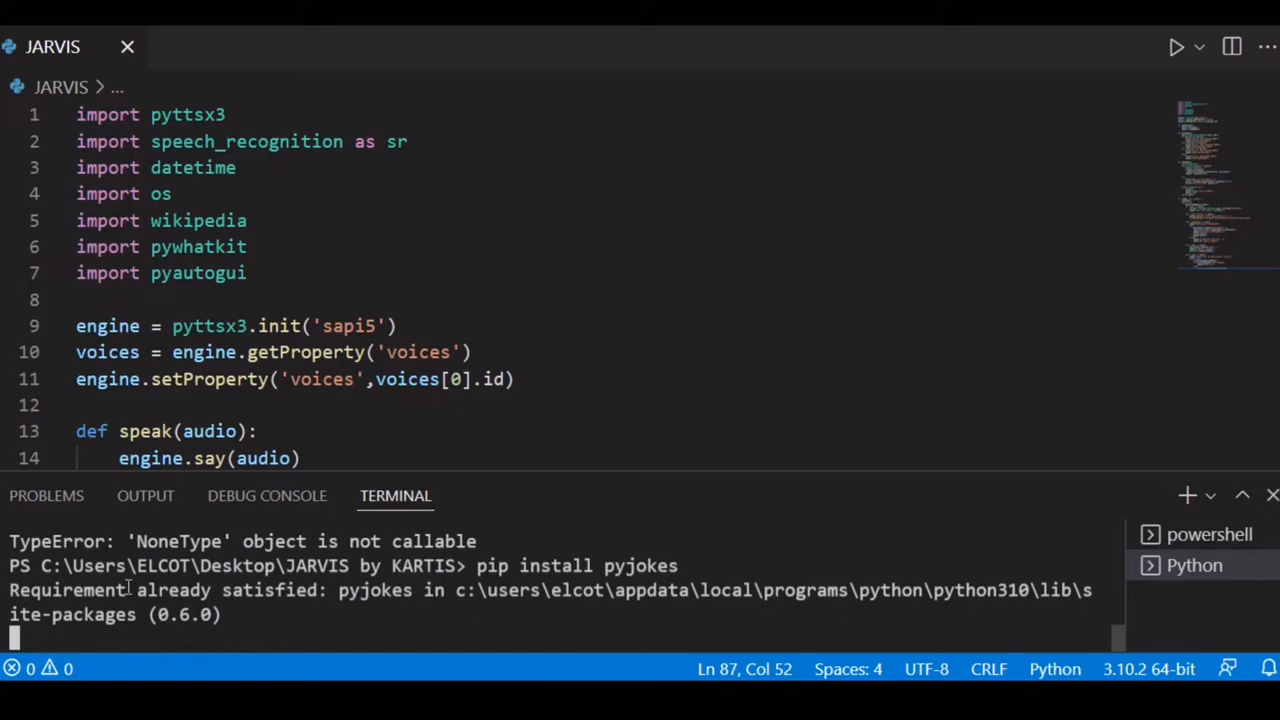 JARVIS
JARVIS > ...
1 import pyttsx3
2 import speech_recognition as sr
3 import datetime
4 import os
5 import wikipedia
6 import pywhatkit
7 import pyautogui
8
9 engine = pyttsx3.init('sapi5')
10 voices = engine.getProperty('voices')
11 engine.setProperty('voices',voices[0].id)
12
13 def speak(audio):
14 engine.say(audio)
PROBLEMS OUTPUT DEBUG CONSOLE TERMINAL
TypeError: 'NoneType' object is not callable
PS C:\Users\ELCOT\Desktop\JARVIS by KARTIS> pip install pyjokes
Requirement already satisfied: pyjokes in c:\users\elcot\appdata\local\programs\python\python310\lib\s
ite-packages (0.6.0)
powershell
Python
0 0 Ln 87, Col 52 Spaces: 4 UTF-8 CRLF Python 3.10.2 64-bit